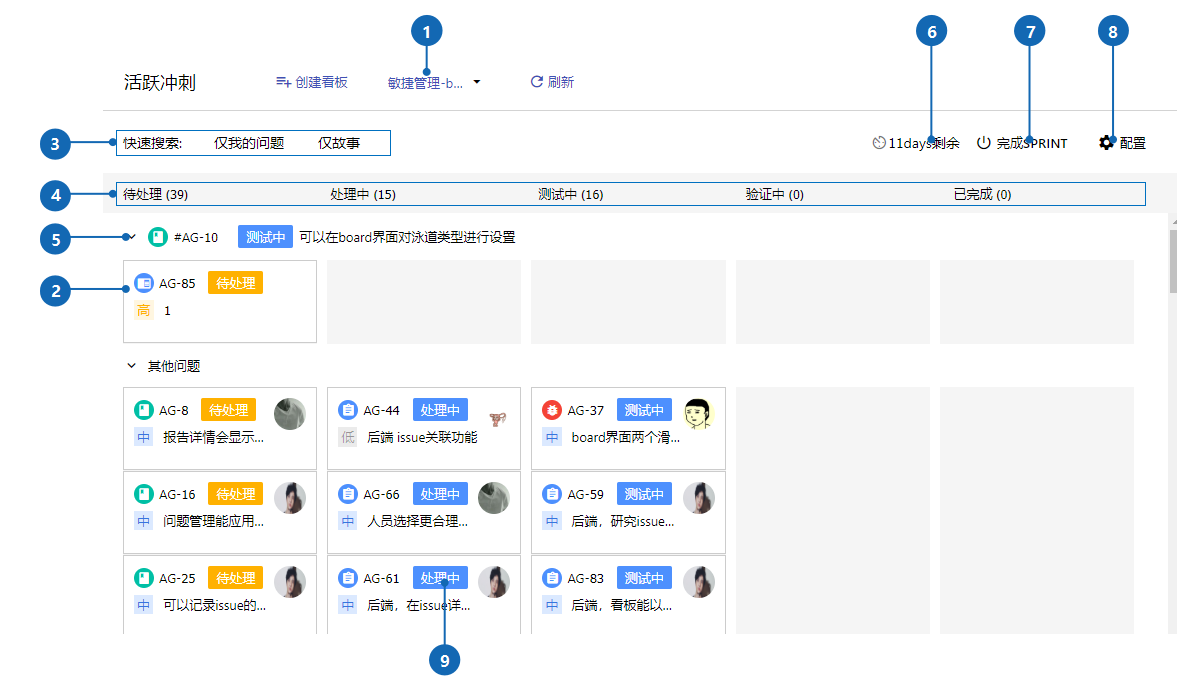 1 6 7 8
活跃冲刺 创建看板 敏捷管理-b... 刷新
3 快速搜索: 仅我的问题 仅故事 11days剩余 完成SPRINT 配置
4 待处理 (39) 处理中 (15) 测试中 (16) 验证中 (0) 已完成 (0)
5 #AG-10 测试中 可以在board界面对泳道类型进行设置
2 AG-85 待处理
高 1
其他问题
AG-8 待处理 AG-44 处理中 AG-37 测试中
中 报告详情会显示... 低 后端 issue关联功能 中 board界面两个滑...
AG-16 待处理 AG-66 处理中 AG-59 测试中
中 问题管理能应用... 中 人员选择更合理... 中 后端，研究issue...
AG-25 待处理 AG-61 处理中 AG-83 测试中
中 可以记录issue的... 中 后端，在issue详... 中 后端，看板能以...
9